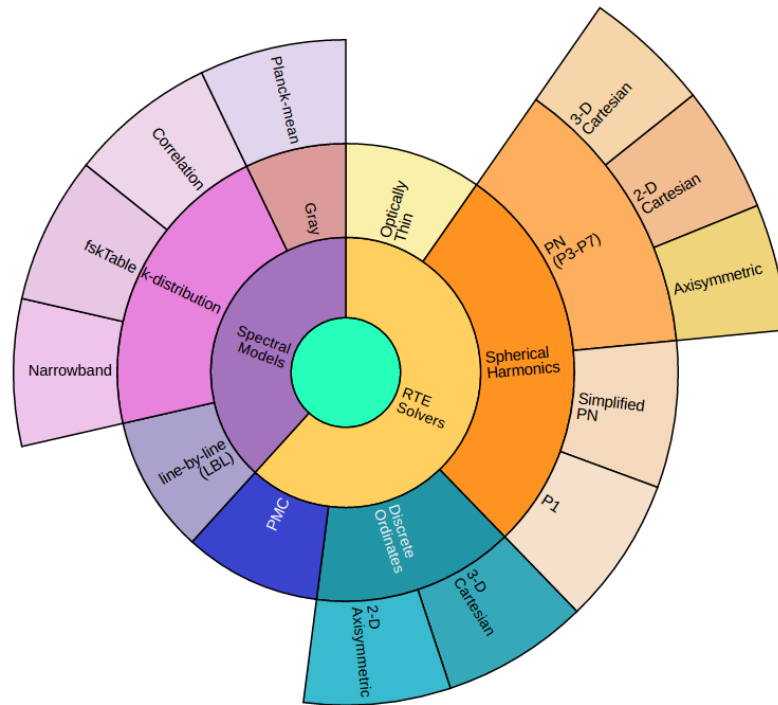 Planck-mean
Correlation
fskTable
Narrowband
Gray
k-distribution
line-by-line
(LBL)
Spectral
Models
RTE
Solvers
Optically
Thin
Spherical
Harmonics
PN
(P3-P7)
3-D
Cartesian
2-D
Cartesian
Axisymmetric
Simplified
PN
P1
Discrete
Ordinates
3-D
Cartesian
2-D
Axisymmetric
PMC